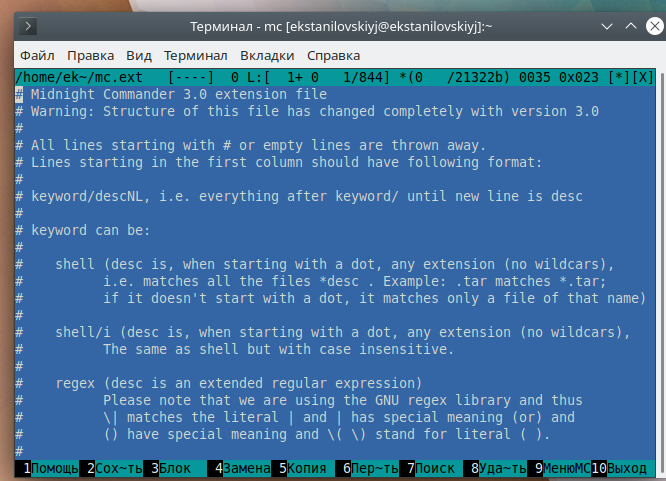 Терминал - mc [ekstanilovskiyj@ekstanilovskiyj]:~
Файл Правка Вид Терминал Вкладки Справка
/home/ek~/mc.ext   [----]  0 L:[  1+ 0   1/844] *(0   /21322b) 0035 0x023 [*][X]
# Midnight Commander 3.0 extension file
# Warning: Structure of this file has changed completely with version 3.0
#
# All lines starting with # or empty lines are thrown away.
# Lines starting in the first column should have following format:
#
# keyword/descNL, i.e. everything after keyword/ until new line is desc
#
# keyword can be:
#
#    shell (desc is, when starting with a dot, any extension (no wildcars),
#          i.e. matches all the files *desc . Example: .tar matches *.tar;
#          if it doesn't start with a dot, it matches only a file of that name)
#
#    shell/i (desc is, when starting with a dot, any extension (no wildcars),
#          The same as shell but with case insensitive.
#
#    regex (desc is an extended regular expression)
#          Please note that we are using the GNU regex library and thus
#          \| matches the literal | and | has special meaning (or) and
#          () have special meaning and \( \) stand for literal ( ).
#
1Помощь 2Сох~ть 3Блок 4Замена 5Копия 6Пер~ть 7Поиск 8Уда~ть 9МенюMC 10Выход